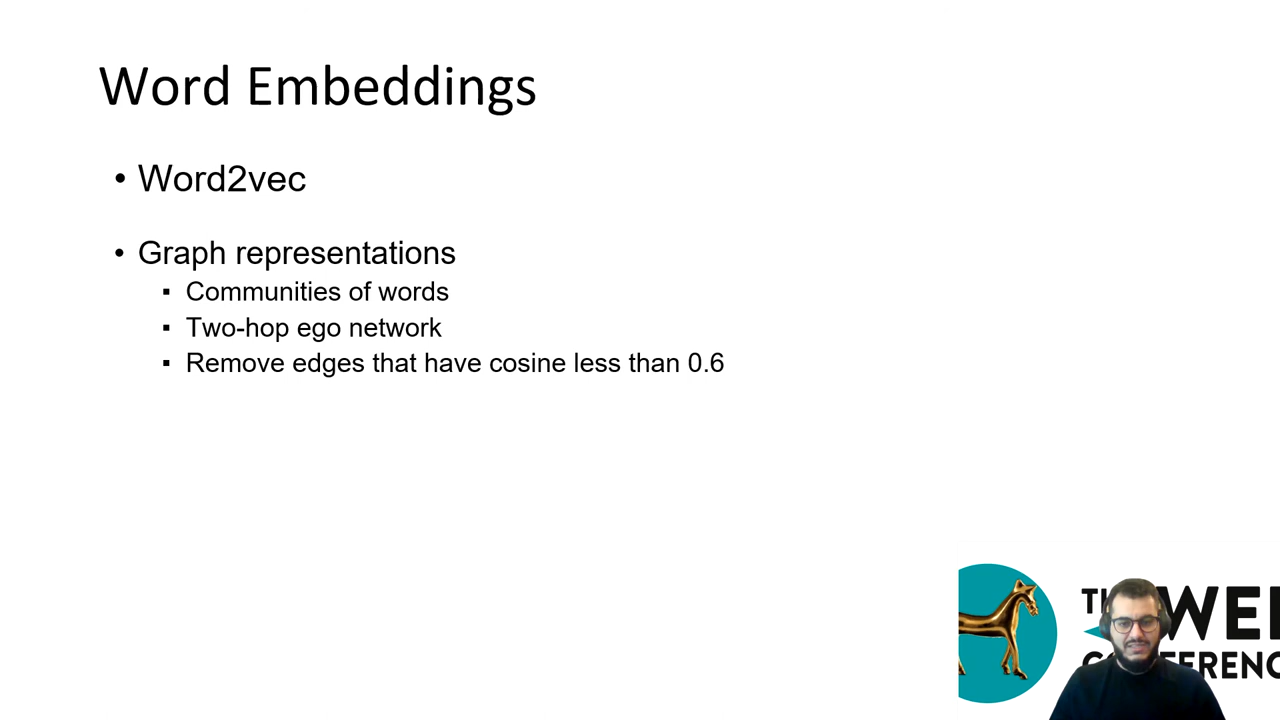 Word Embeddings
• Word2vec
• Graph representations
▪ Communities of words
▪ Two-hop ego network
▪ Remove edges that have cosine less than 0.6